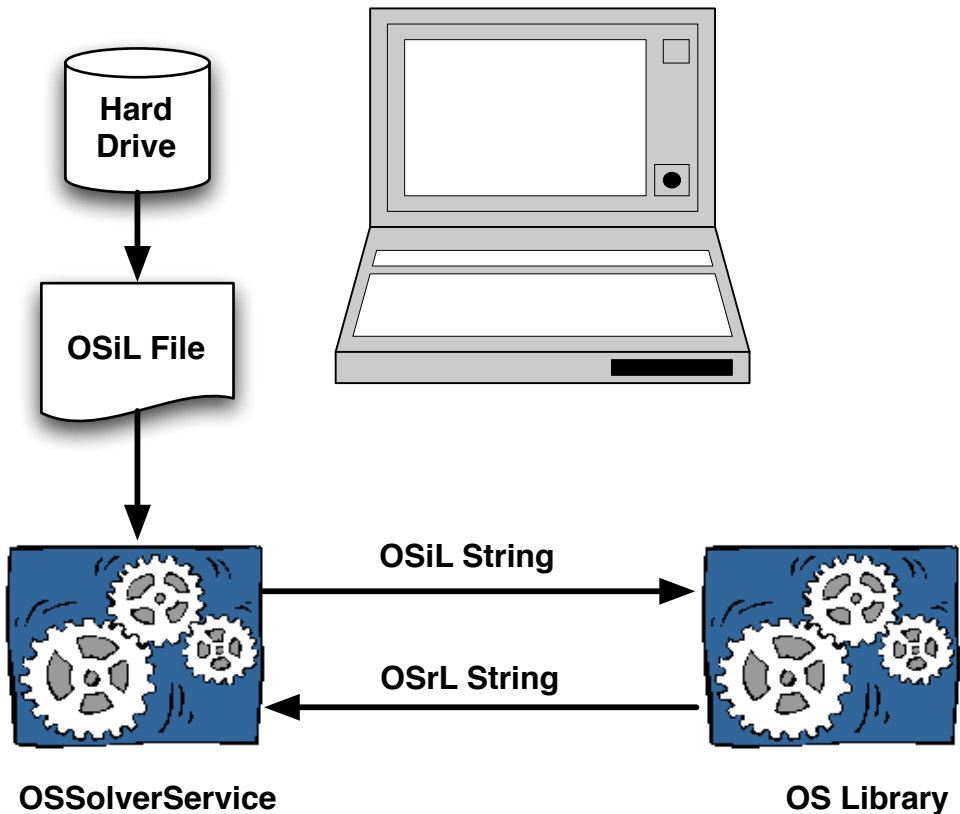 Hard
Drive
OSiL File
OSiL String
OSrL String
OSSolverService
OS Library